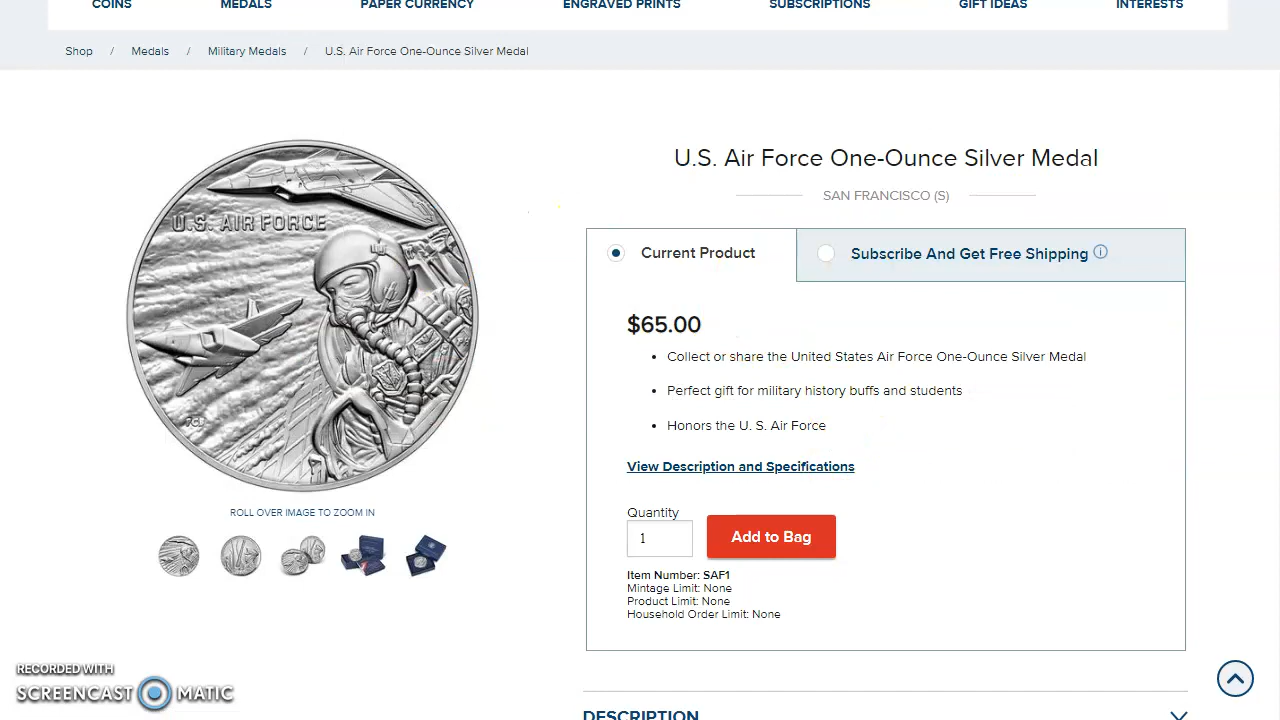 COINS MEDALS PAPER CURRENCY ENGRAVED PRINTS SUBSCRIPTIONS GIFT IDEAS INTERESTS
Shop / Medals / Military Medals / U.S. Air Force One-Ounce Silver Medal
U.S. AIR FORCE
ROLL OVER IMAGE TO ZOOM IN
U.S. Air Force One-Ounce Silver Medal
SAN FRANCISCO (S)
Current Product
Subscribe And Get Free Shipping
$65.00
• Collect or share the United States Air Force One-Ounce Silver Medal
• Perfect gift for military history buffs and students
• Honors the U. S. Air Force
View Description and Specifications
Quantity
1
Add to Bag
Item Number: SAF1
Mintage Limit: None
Product Limit: None
Household Order Limit: None
DESCRIPTION
RECORDED WITH
SCREENCAST MATIC